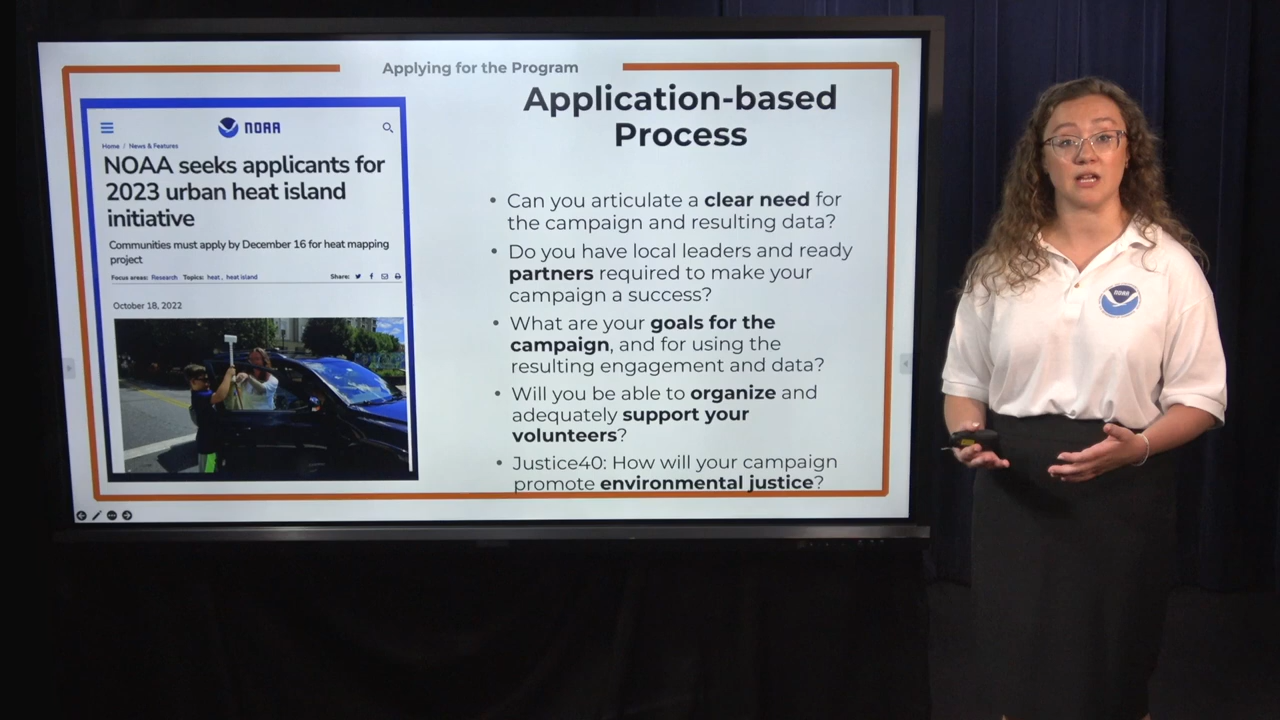 Applying for the Program
NOAA
Home / News & Features
NOAA seeks applicants for
2023 urban heat island
initiative
Communities must apply by December 16 for heat mapping
project
Focus areas: Research Topics: heat , heat island Share:
October 18, 2022
Application-based
Process
• Can you articulate a clear need for
the campaign and resulting data?
• Do you have local leaders and ready
partners required to make your
campaign a success?
• What are your goals for the
campaign, and for using the
resulting engagement and data?
• Will you be able to organize and
adequately support your
volunteers?
• Justice40: How will your campaign
promote environmental justice?
NOAA